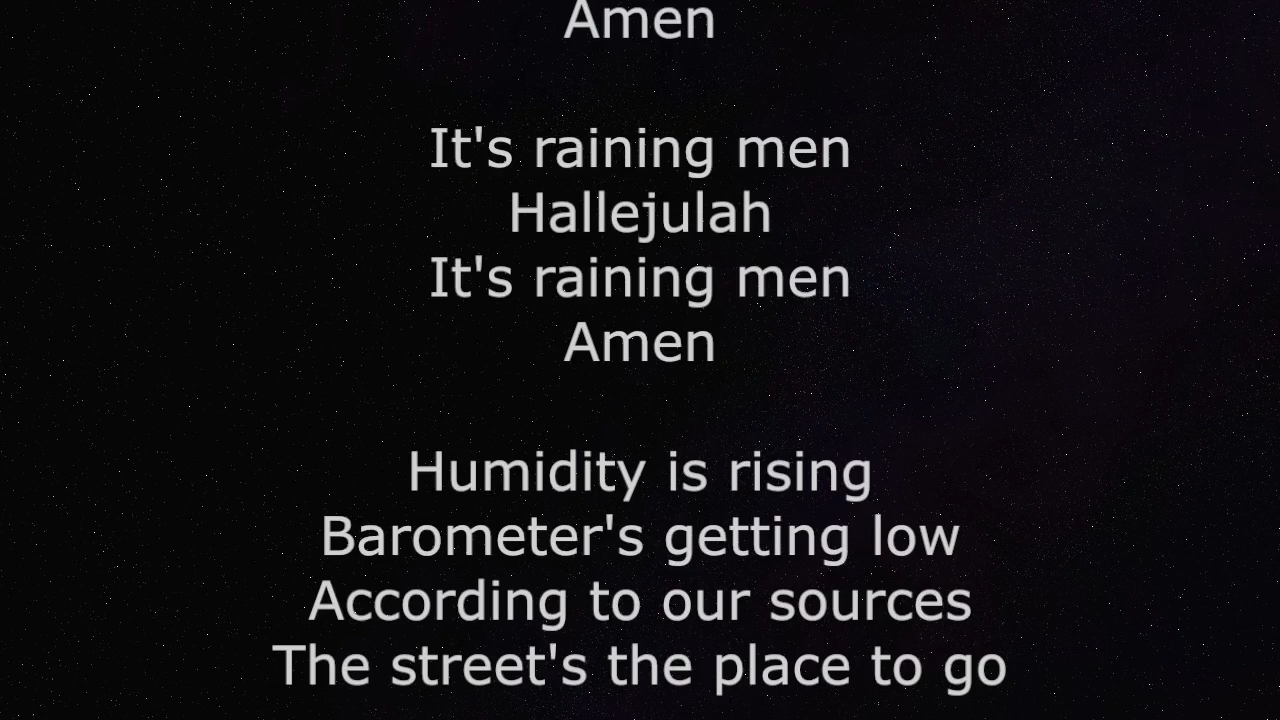 Amen
It's raining men
Hallejulah
It's raining men
Amen
Humidity is rising
Barometer's getting low
According to our sources
The street's the place to go